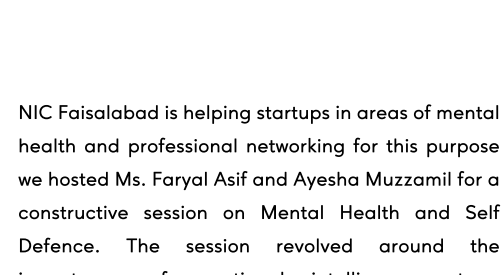 NIC Faisalabad is helping startups in areas of mental
health and professional networking for this purpose
we hosted Ms. Faryal Asif and Ayesha Muzzamil for a
constructive session on Mental Health and Self
Defence. The session revolved around the